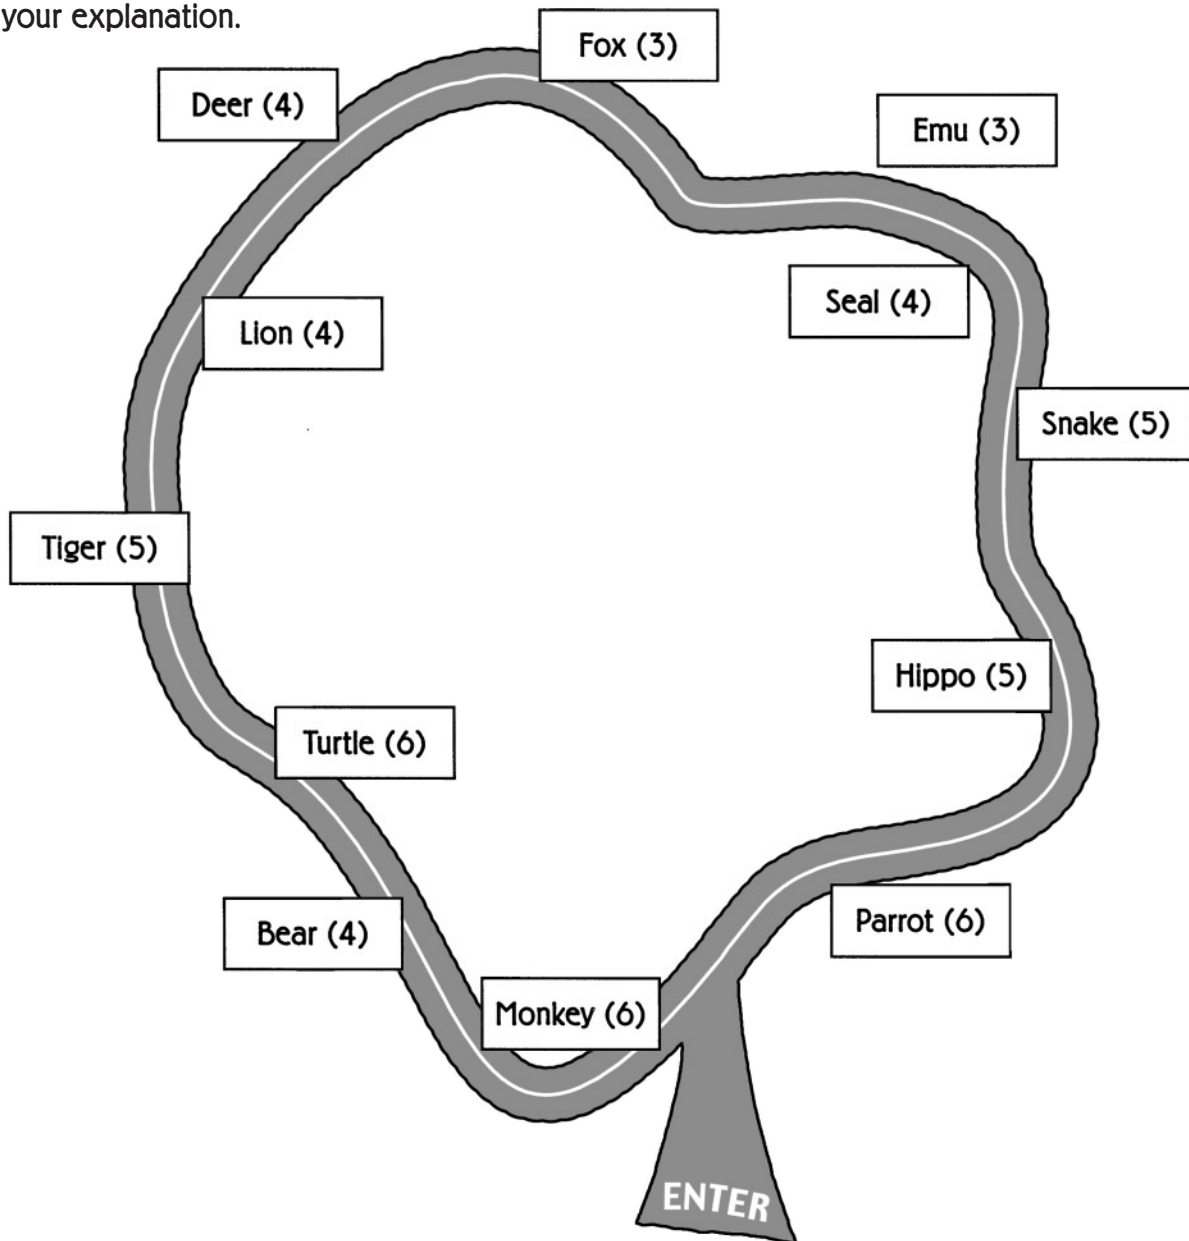 your explanation.
Fox (3)
Deer (4)
Emu (3)
Seal (4)
Lion (4)
Snake (5)
Tiger (5)
Hippo (5)
Turtle (6)
Parrot (6)
Bear (4)
Monkey (6)
ENTER